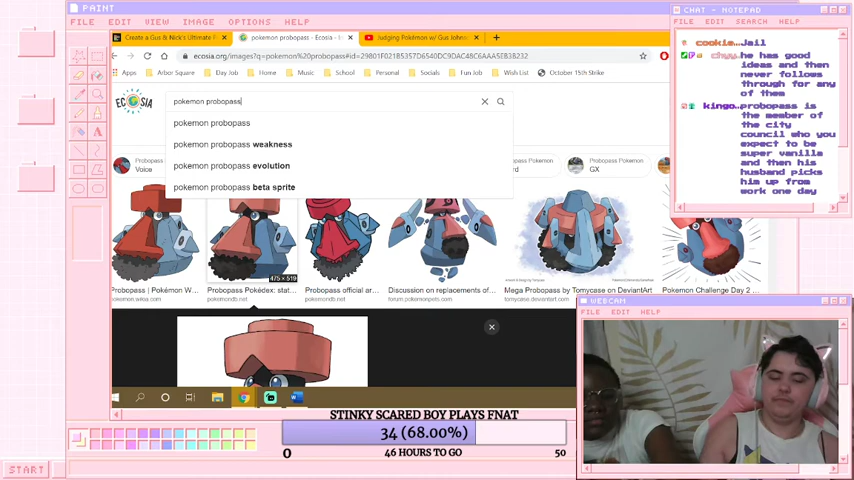 PAINT
FILE EDIT VIEW IMAGE OPTIONS HELP
Create a Gus & Nick's Ultimate F
pokemon probopass - Ecosia - In
Judging Pokémon w/ Gus Johns
ecosia.org/images?q=pokemon%20probopass#id=29801F021B5357D6540DC9DAC48C6AAA5EB3B232
Apps Arbor Square Day Home Music School Personal Socials Fun Job Wish List October 15th Strike
ECOSIA
pokemon probopass
pokemon probopass
pokemon probopass weakness
pokemon probopass evolution
pokemon probopass beta sprite
Probopass Voice
Probopass Pokemon GX
475 × 519
Probopass | Pokémon W...
pokemon.wikia.com
Probopass Pokédex: stat...
pokemondb.net
Probopass official ar
pokemondb.net
Discussion on replacements of...
forum.pokemonpets.com
Mega Probopass by Tomycase on DeviantArt
tomycase.deviantart.com
Pokemon Challenge Day 2
CHAT - NOTEPAD
FILE EDIT SEARCH HELP
cookie... Jail
he has good ideas and then never follows through for any of them
kingo... probopass is the member of the city council who you expect to be super vanilla and then his husband picks him up from work one day
WEBCAM
FILE EDIT HELP
STINKY SCARED BOY PLAYS FNAT
34 (68.00%)
0 46 HOURS TO GO 50
START